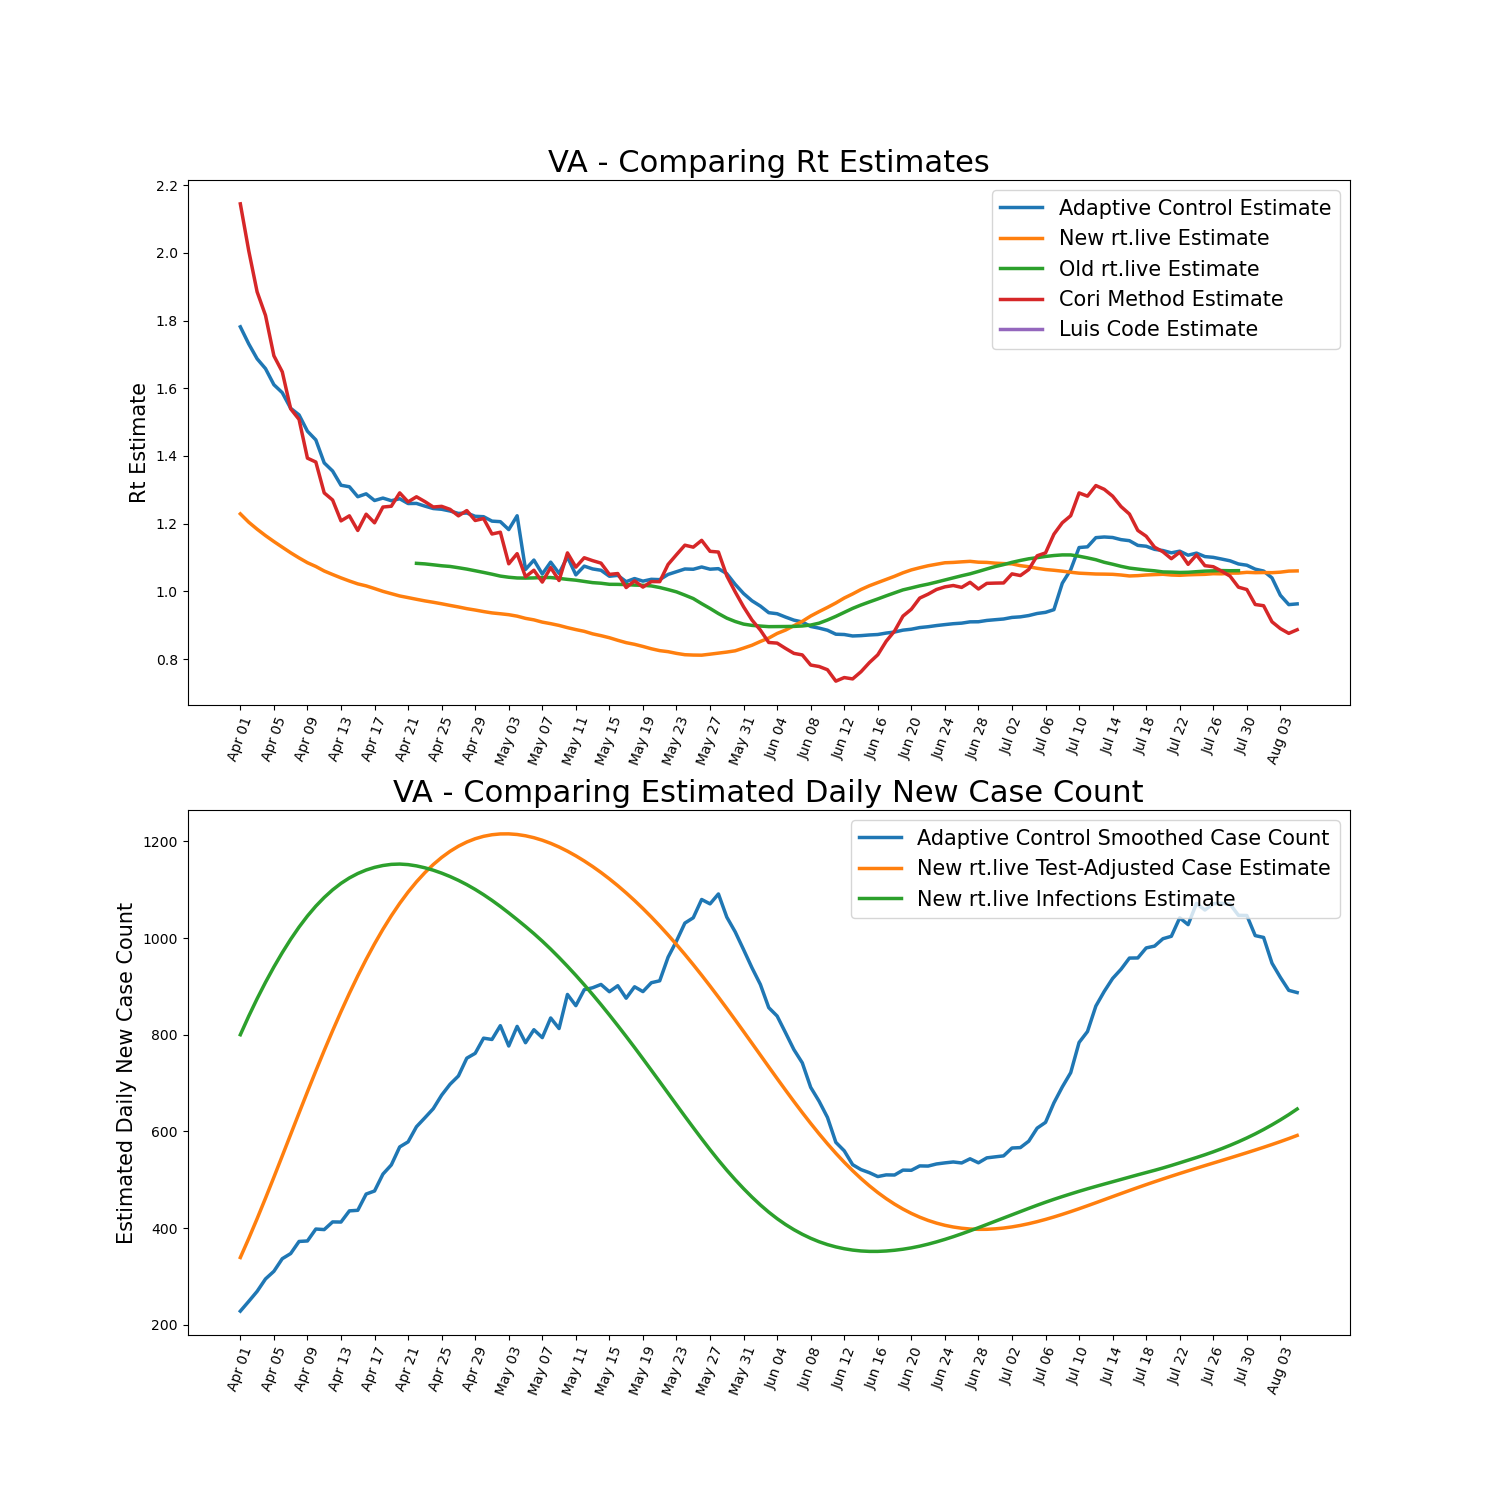 VA - Comparing Rt Estimates
Rt Estimate
2.2
2.0
1.8
1.6
1.4
1.2
1.0
0.8
Adaptive Control Estimate
New rt.live Estimate
Old rt.live Estimate
Cori Method Estimate
Luis Code Estimate
Apr 01 Apr 05 Apr 09 Apr 13 Apr 17 Apr 21 Apr 25 Apr 29 May 03 May 07 May 11 May 15 May 19 May 23 May 27 May 31 Jun 04 Jun 08 Jun 12 Jun 16 Jun 20 Jun 24 Jun 28 Jul 02 Jul 06 Jul 10 Jul 14 Jul 18 Jul 22 Jul 26 Jul 30 Aug 03
VA - Comparing Estimated Daily New Case Count
Estimated Daily New Case Count
1200
1000
800
600
400
200
Adaptive Control Smoothed Case Count
New rt.live Test-Adjusted Case Estimate
New rt.live Infections Estimate
Apr 01 Apr 05 Apr 09 Apr 13 Apr 17 Apr 21 Apr 25 Apr 29 May 03 May 07 May 11 May 15 May 19 May 23 May 27 May 31 Jun 04 Jun 08 Jun 12 Jun 16 Jun 20 Jun 24 Jun 28 Jul 02 Jul 06 Jul 10 Jul 14 Jul 18 Jul 22 Jul 26 Jul 30 Aug 03